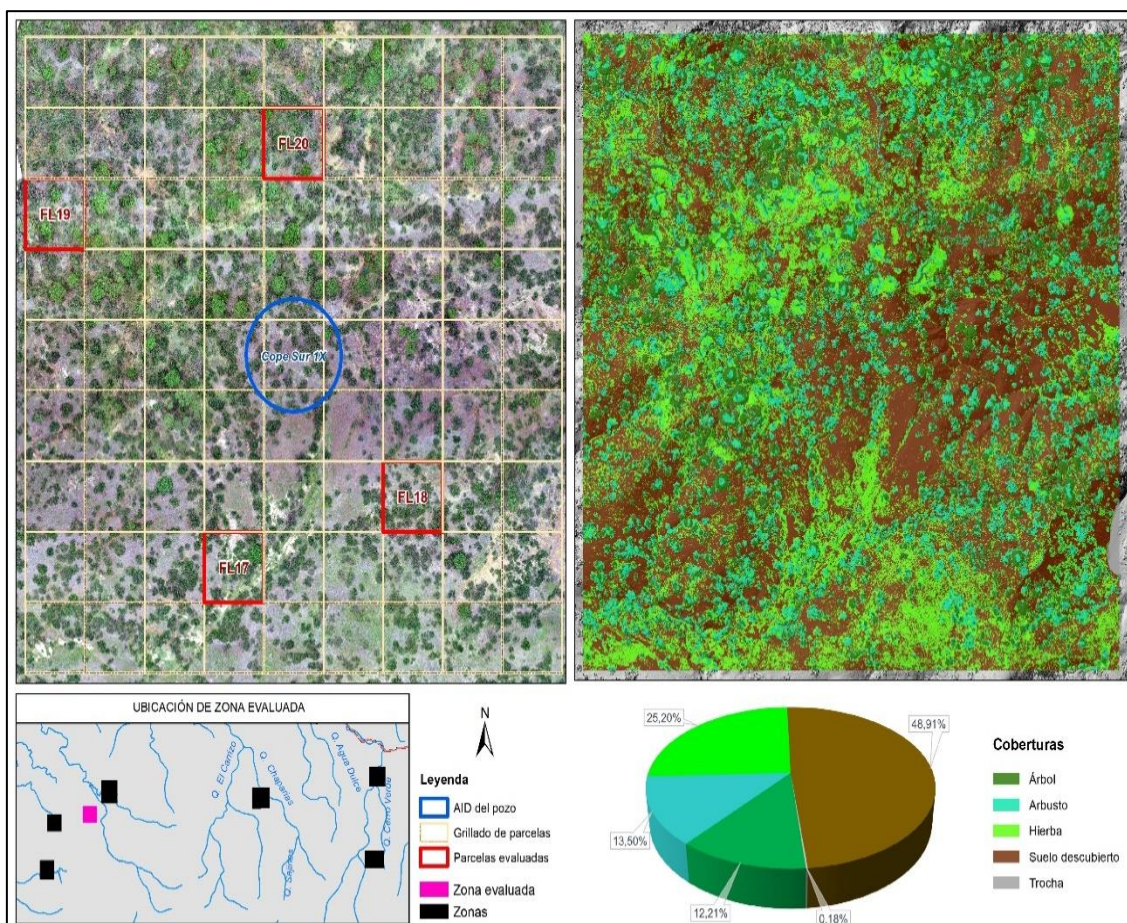 FL20
FL19
Cope Sur 1X
FL18
FL17
UBICACIÓN DE ZONA EVALUADA
Q. El Carrizo
Q. Chaparias
Q. Agua Dulce
Q. Cerro Verde
Q. Sajinos
N
Leyenda
AID del pozo
Grillado de parcelas
Parcelas evaluadas
Zona evaluada
Zonas
25,20%
48,91%
13,50%
12,21%
0,18%
Coberturas
Árbol
Arbusto
Hierba
Suelo descubierto
Trocha